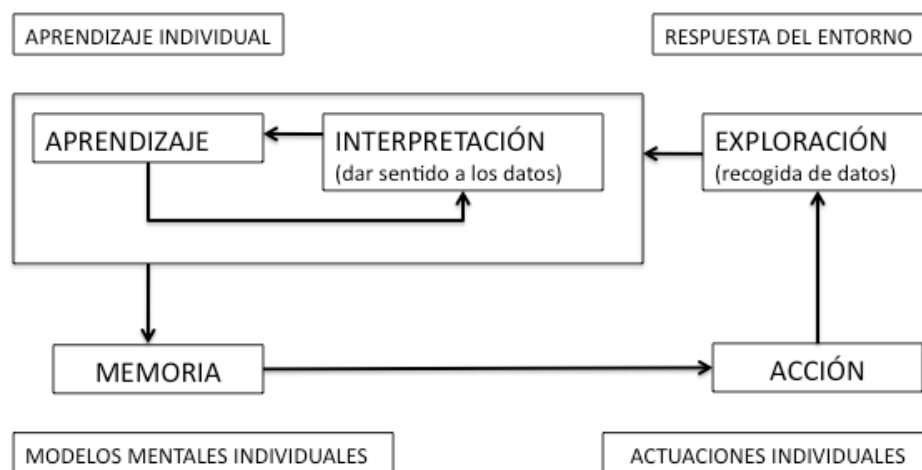 APRENDIZAJE INDIVIDUAL
RESPUESTA DEL ENTORNO
APRENDIZAJE
INTERPRETACIÓN
(dar sentido a los datos)
EXPLORACIÓN
(recogida de datos)
MEMORIA
ACCIÓN
MODELOS MENTALES INDIVIDUALES
ACTUACIONES INDIVIDUALES